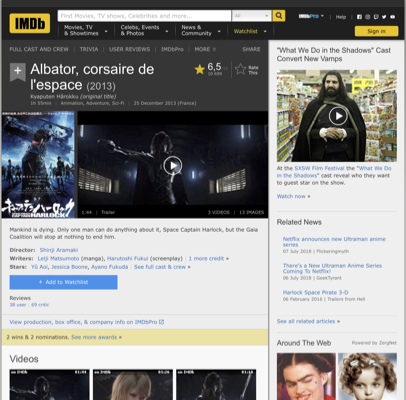 IMDb
Find Movies, TV shows, Celebrities and more...
All
IMDbPro
Help
Movies, TV & Showtimes
Celebs, Events & Photos
News & Community
Watchlist
Sign in
FULL CAST AND CREW | TRIVIA | USER REVIEWS | IMDbPro | MORE
SHARE
Albator, corsaire de l'espace (2013)
6,5
Rate This
Kyaputen Hârokku (original title)
1h 55min | Animation, Adventure, Sci-Fi | 25 December 2013 (France)
1:44 | Trailer
3 VIDEOS | 13 IMAGES
Mankind is dying. Only one man can do anything about it, Space Captain Harlock, but the Gaia Coalition will stop at nothing to end him.
Director: Shinji Aramaki
Writers: Leiji Matsumoto (manga), Harutoshi Fukui (screenplay) | 1 more credit »
Stars: Yû Aoi, Jessica Boone, Ayano Fukuda | See full cast & crew »
+ Add to Watchlist
Reviews
38 user | 69 critic
View production, box office, & company info on IMDbPro
2 wins & 2 nominations. See more awards »
Videos
"What We Do in the Shadows" Cast Convert New Vamps
At the SXSW Film Festival the "What We Do in the Shadows" cast reveal who they want to guest star on the show.
Watch now »
Related News
Netflix announces new Ultraman anime series
07 July 2018 | Flickeringmyth
There's a New Ultraman Anime Series Coming To Netflix!
06 July 2018 | GeekTyrant
Harlock Space Pirate 3-D
06 February 2018 | Trailers from Hell
See all related articles »
Around The Web
Powered by ZergNet